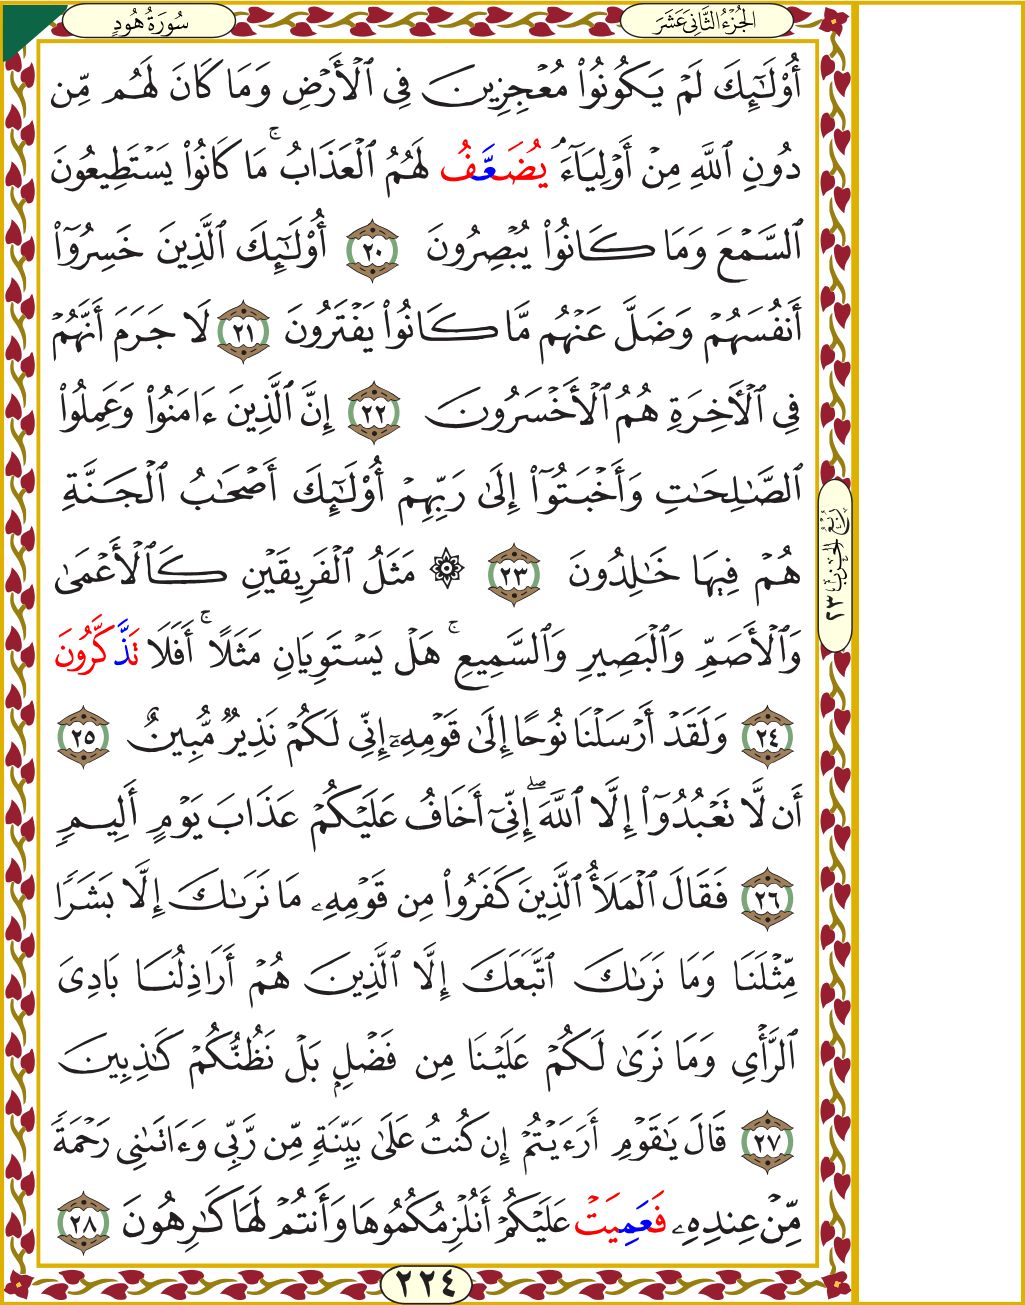 سُورَةُ هُودٍ
الجُزْءُ الثَّانِي عَشَرَ
أُوْلَـٰٓئِكَ لَمۡ يَكُونُواْ مُعۡجِزِينَ فِي ٱلۡأَرۡضِ وَمَا كَانَ لَهُم مِّن
دُونِ ٱللَّهِ مِنۡ أَوۡلِيَآءَۘ يُضَعَّفُ لَهُمُ ٱلۡعَذَابُۚ مَا كَانُواْ يَسۡتَطِيعُونَ
ٱلسَّمۡعَ وَمَا كَانُواْ يُبۡصِرُونَ ٢٠ أُوْلَـٰٓئِكَ ٱلَّذِينَ خَسِرُوٓاْ
أَنفُسَهُمۡ وَضَلَّ عَنۡهُم مَّا كَانُواْ يَفۡتَرُونَ ٢١ لَا جَرَمَ أَنَّهُمۡ
فِي ٱلۡأٓخِرَةِ هُمُ ٱلۡأَخۡسَرُونَ ٢٢ إِنَّ ٱلَّذِينَ ءَامَنُواْ وَعَمِلُواْ
ٱلصَّـٰلِحَـٰتِ وَأَخۡبَتُوٓاْ إِلَىٰ رَبِّهِمۡ أُوْلَـٰٓئِكَ أَصۡحَـٰبُ ٱلۡجَنَّةِ
هُمۡ فِيهَا خَـٰلِدُونَ ٢٣ ۞ مَثَلُ ٱلۡفَرِيقَيۡنِ كَٱلۡأَعۡمَىٰ
وَٱلۡأَصَمِّ وَٱلۡبَصِيرِ وَٱلسَّمِيعِۚ هَلۡ يَسۡتَوِيَانِ مَثَلًاۚ أَفَلَا تَذَّكَّرُونَ
٢٤ وَلَقَدۡ أَرۡسَلۡنَا نُوحًا إِلَىٰ قَوۡمِهِۦٓ إِنِّي لَكُمۡ نَذِيرٞ مُّبِينٌ ٢٥
أَن لَّا تَعۡبُدُوٓاْ إِلَّا ٱللَّهَۖ إِنِّيٓ أَخَافُ عَلَيۡكُمۡ عَذَابَ يَوۡمٍ أَلِيمٖ
٢٦ فَقَالَ ٱلۡمَلَأُ ٱلَّذِينَ كَفَرُواْ مِن قَوۡمِهِۦ مَا نَرَىٰكَ إِلَّا بَشَرٗا
مِّثۡلَنَا وَمَا نَرَىٰكَ ٱتَّبَعَكَ إِلَّا ٱلَّذِينَ هُمۡ أَرَاذِلُنَا بَادِيَ
ٱلرَّأۡيِ وَمَا نَرَىٰ لَكُمۡ عَلَيۡنَا مِن فَضۡلِۭ بَلۡ نَظُنُّكُمۡ كَـٰذِبِينَ
٢٧ قَالَ يَـٰقَوۡمِ أَرَءَيۡتُمۡ إِن كُنتُ عَلَىٰ بَيِّنَةٖ مِّن رَّبِّي وَءَاتَىٰنِي رَحۡمَةٗ
مِّنۡ عِندِهِۦ فَعَمِيَتۡ عَلَيۡكُمۡ أَنُلۡزِمُكُمُوهَا وَأَنتُمۡ لَهَا كَـٰرِهُونَ ٢٨
رُبْعُ الحِزْبِ ٢٣
٢٢٤